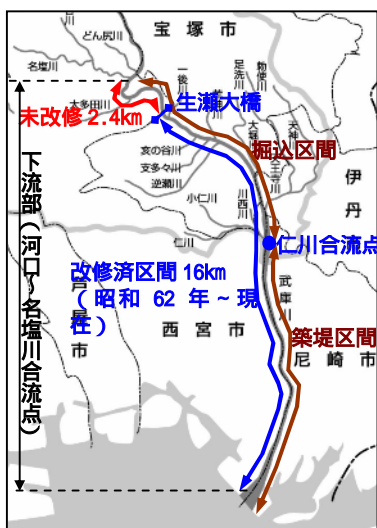 宝塚市
どん尻川
名塩川
一後川
足洗川
勅使川
太多田川
生瀬大橋
未改修 2.4km
大堀川
天神川
掘込区間
亥の谷川
支多々川
逆瀬川
伊丹
小仁川
川西川
仁川
仁川合流点
下流部(河口~名塩川合流点)
改修済区間 16km
(昭和 62 年~現
在)
武庫川
芦屋市
西宮市
築堤区間
尼崎市